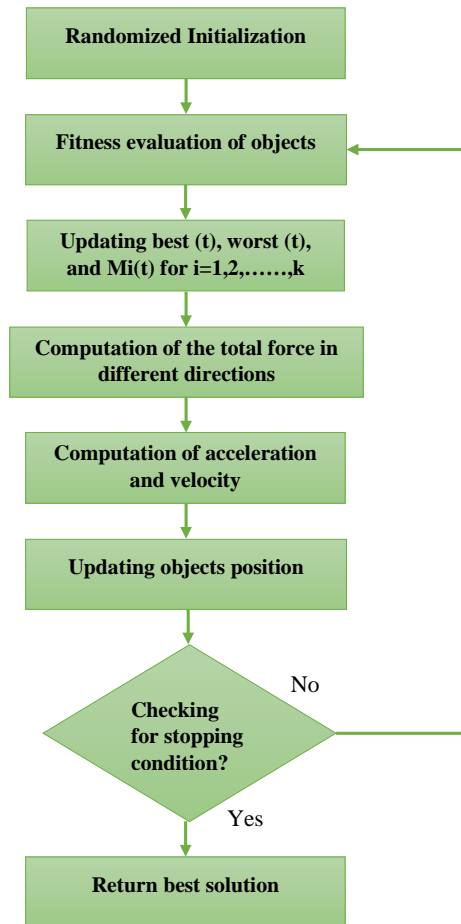 Randomized Initialization
Fitness evaluation of objects
Updating best (t), worst (t),
and Mi(t) for i=1,2,……,k
Computation of the total force in
different directions
Computation of acceleration
and velocity
Updating objects position
No
Checking
for stopping
condition?
Yes
Return best solution